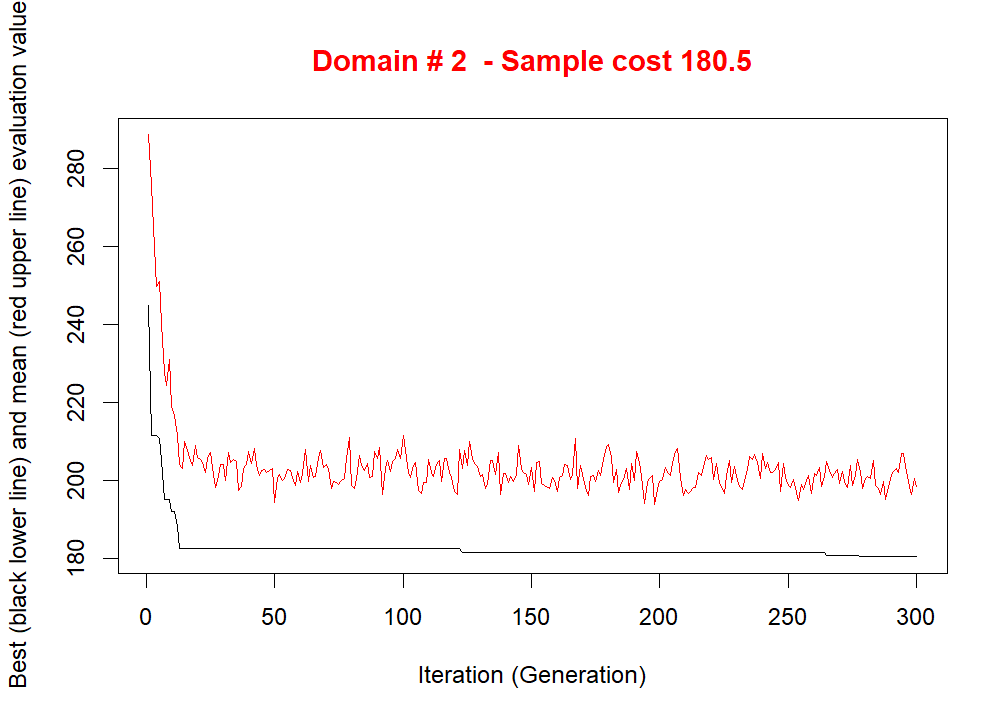 Domain # 2  - Sample cost 180.5
Best (black lower line) and mean (red upper line) evaluation value
280
260
240
220
200
180
0 50 100 150 200 250 300
Iteration (Generation)